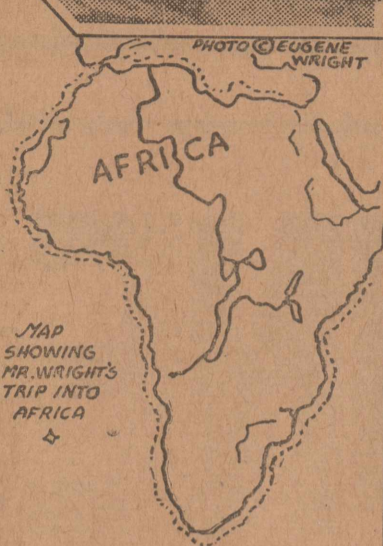 PHOTO © EUGENE
WRIGHT
AFRICA
MAP
SHOWING
MR. WRIGHT'S
TRIP INTO
AFRICA